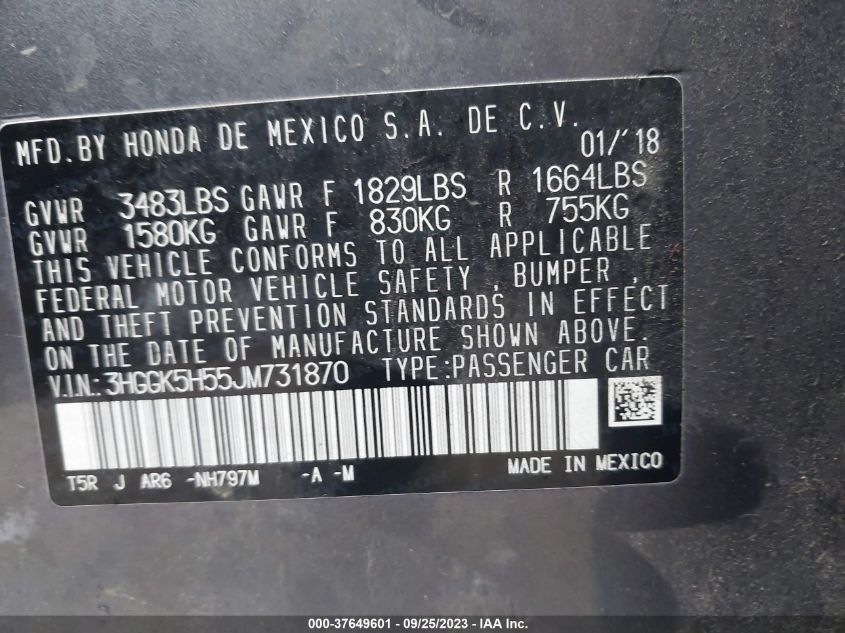 MFD. BY HONDA DE MEXICO S.A. DE C.V. 01/'18
GVWR 3483LBS GAWR F 1829LBS R 1664LBS
GVWR 1580KG GAWR F 830KG R 755KG
THIS VEHICLE CONFORMS TO ALL APPLICABLE
FEDERAL MOTOR VEHICLE SAFETY, BUMPER,
AND THEFT PREVENTION STANDARDS IN EFFECT
ON THE DATE OF MANUFACTURE SHOWN ABOVE.
V.I.N.: 3HGGK5H55JM731870 TYPE:PASSENGER CAR
T5R J AR6 -NH797M -A -M MADE IN MEXICO
000-37649601 - 09/25/2023 - IAA Inc.